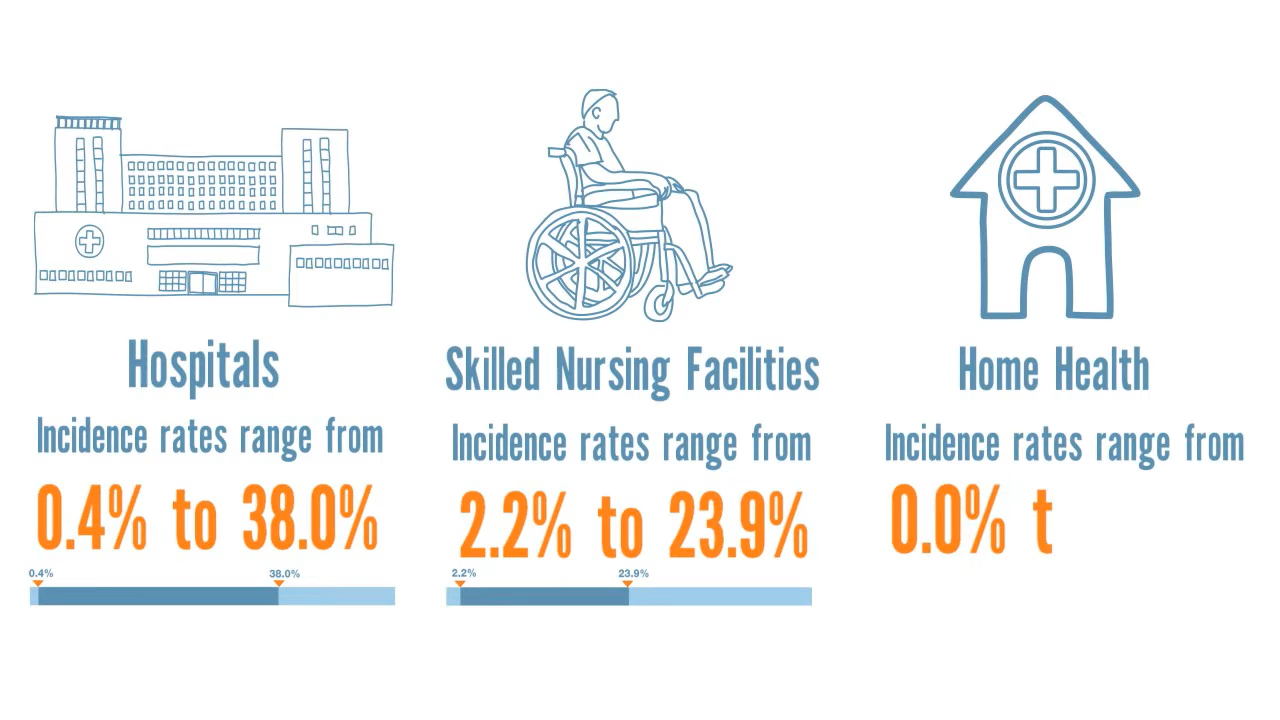 Hospitals
Incidence rates range from
0.4% to 38.0%
0.4% 38.0%
Skilled Nursing Facilities
Incidence rates range from
2.2% to 23.9%
2.2% 23.9%
Home Health
Incidence rates range from
0.0% t